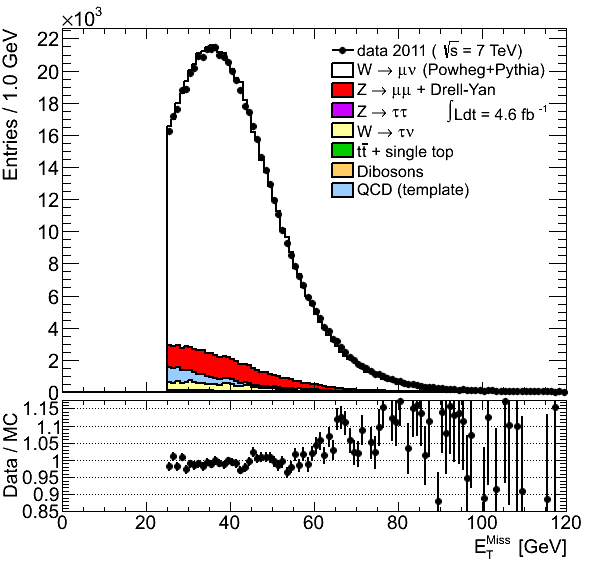 ×10³
Entries / 1.0 GeV
22
20
18
16
14
12
10
8
6
4
2
0
data 2011 ( √s = 7 TeV)
W → μν (Powheg+Pythia)
Z → μμ + Drell-Yan
Z → ττ
∫Ldt = 4.6 fb⁻¹
W → τν
tt̅ + single top
Dibosons
QCD (template)
Data / MC
1.15
1.1
1.05
1
0.95
0.9
0.85
0 20 40 60 80 100 120
E_T^Miss [GeV]